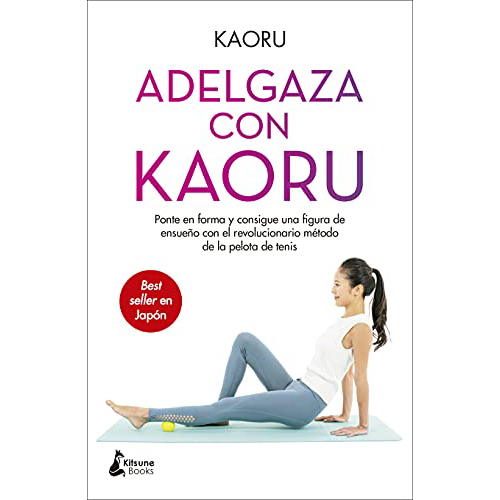 KAORU
ADELGAZA
CON
KAORU
Ponte en forma y consigue una figura de
ensueño con el revolucionario método
de la pelota de tenis
Best
seller en
Japón
Kitsune
Books